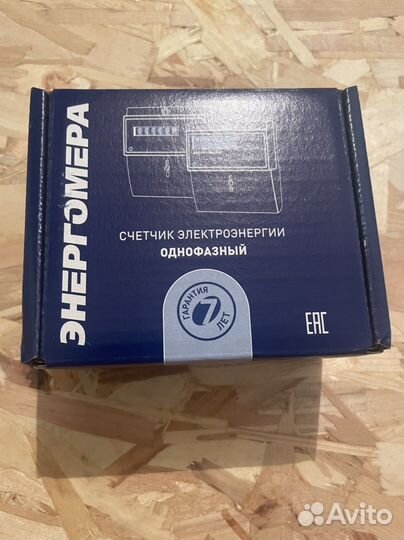 ЭНЕРГОМЕРА
СЧЕТЧИК ЭЛЕКТРОЭНЕРГИИ
ОДНОФАЗНЫЙ
ГАРАНТИЯ
7
ЛЕТ
EAC
Avito